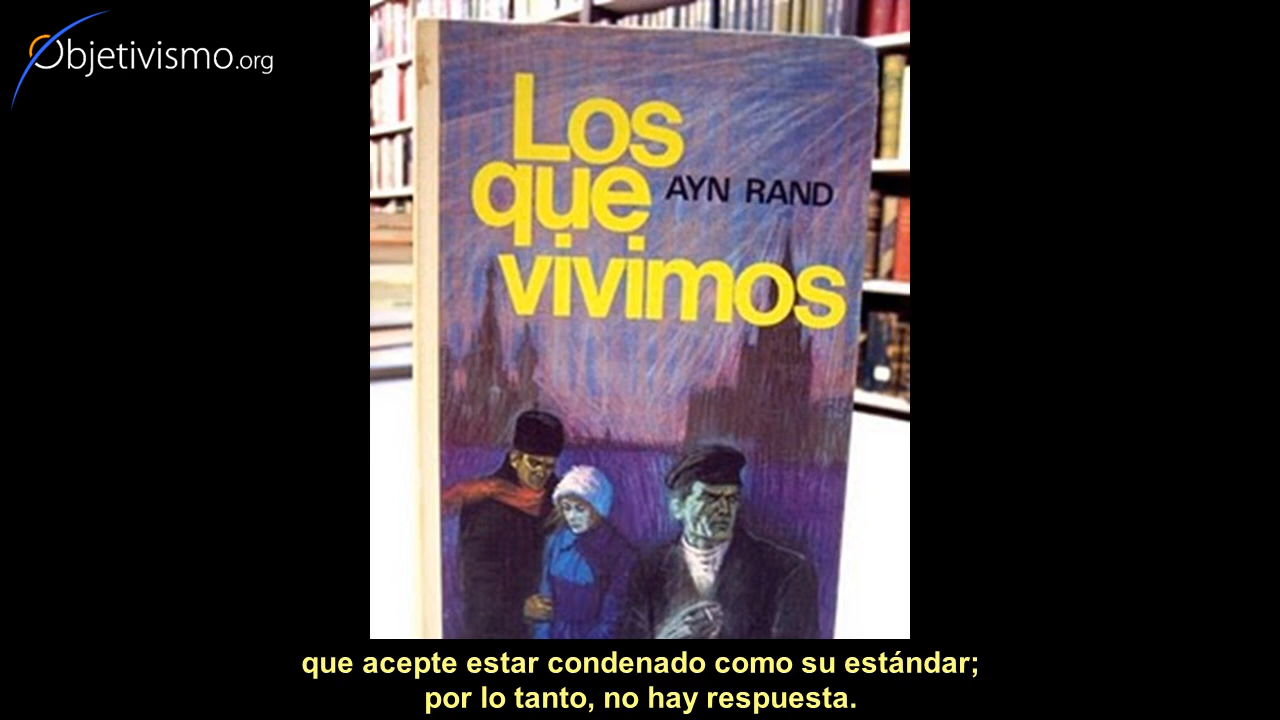 Objetivismo.org
Los
que
AYN RAND
vivimos
que acepte estar condenado como su estándar;
por lo tanto, no hay respuesta.